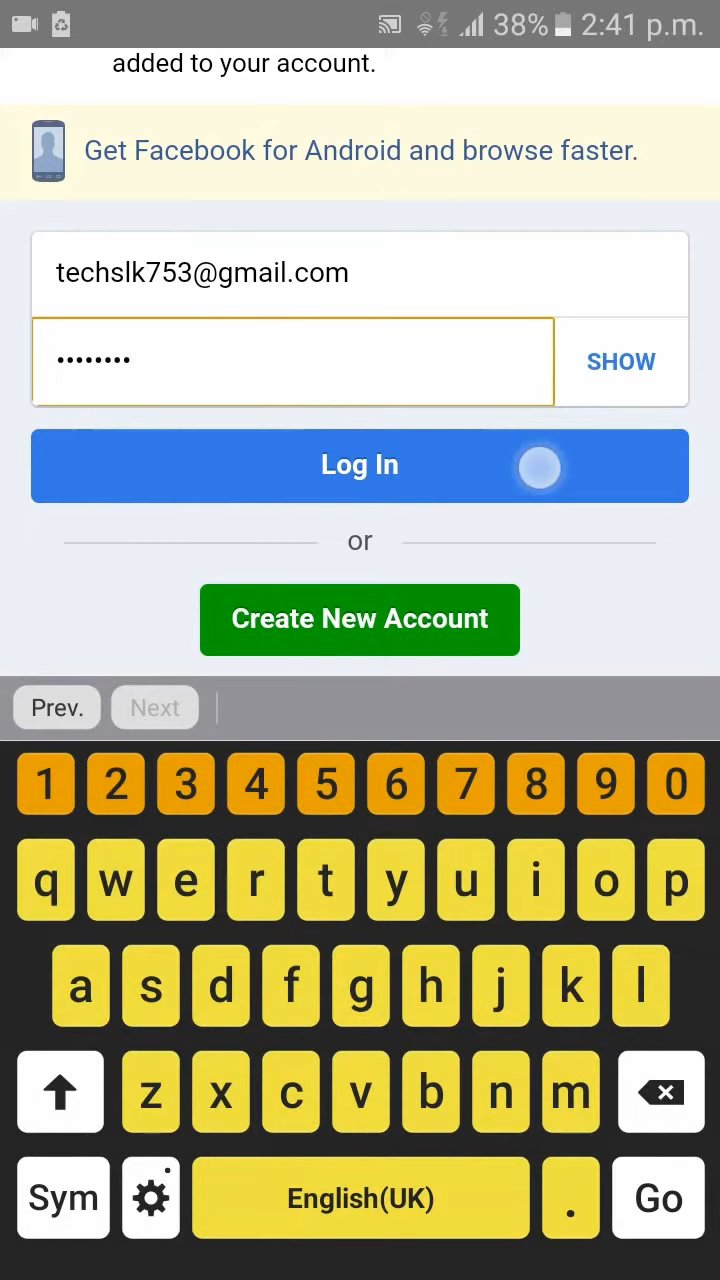 38% 2:41 p.m.
added to your account.
Get Facebook for Android and browse faster.
techslk753@gmail.com
••••••••
SHOW
Log In
or
Create New Account
Prev. Next
1 2 3 4 5 6 7 8 9 0
q w e r t y u i o p
a s d f g h j k l
z x c v b n m
Sym English(UK) . Go